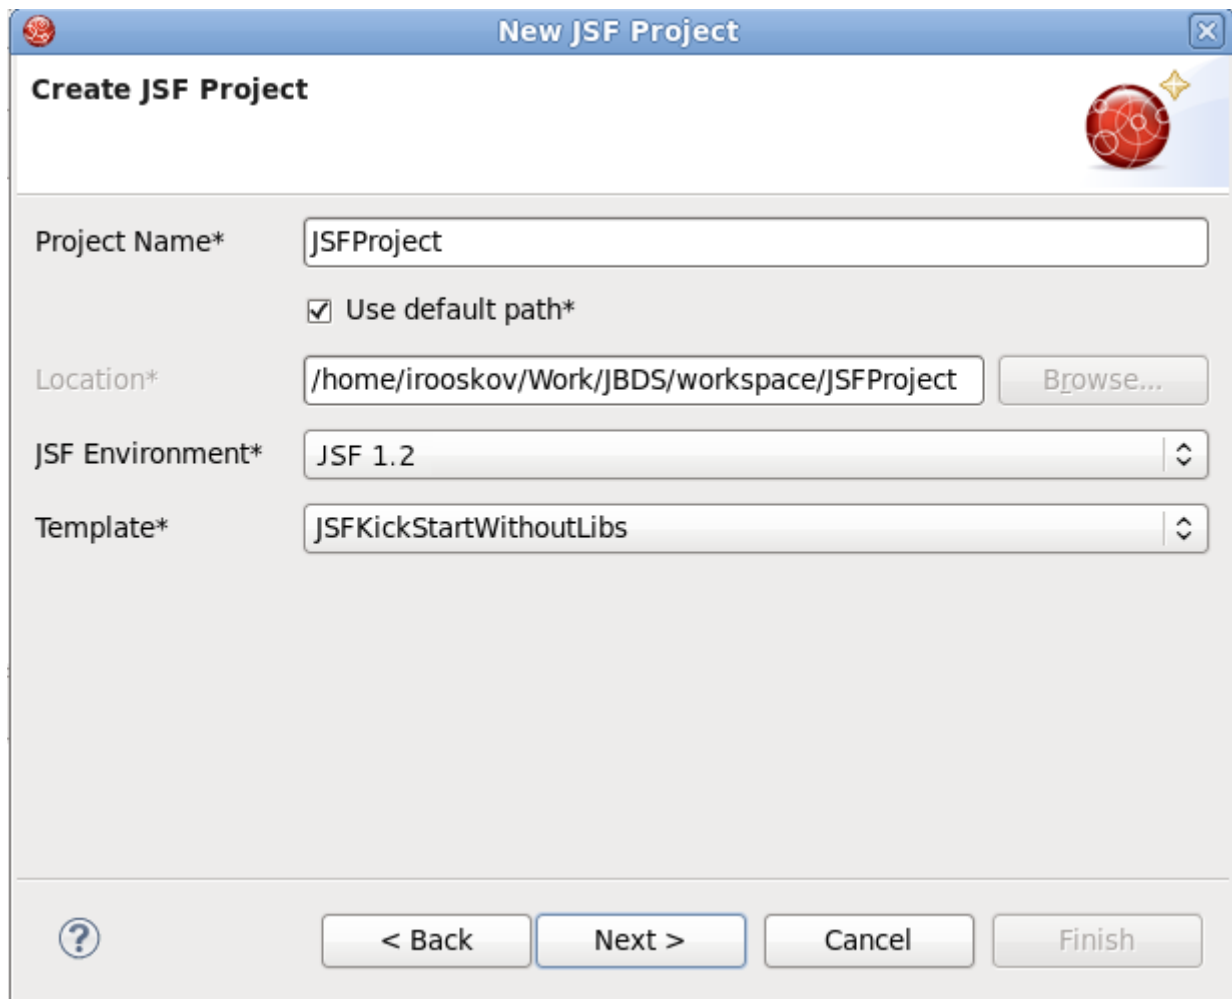 New JSF Project
Create JSF Project
Project Name* JSFProject
Use default path*
Location* /home/irooskov/Work/JBDS/workspace/JSFProject Browse...
JSF Environment* JSF 1.2
Template* JSFKickStartWithoutLibs
? < Back Next > Cancel Finish